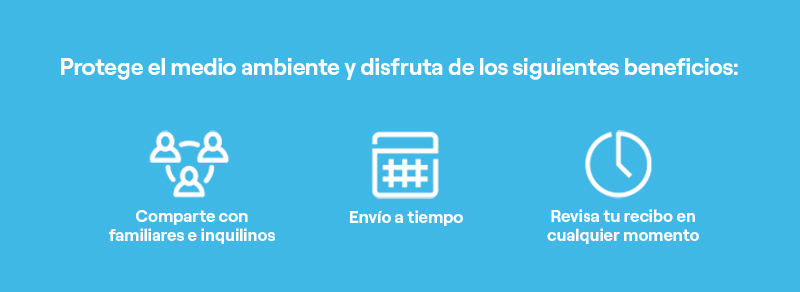 Protege el medio ambiente y disfruta de los siguientes beneficios:
Comparte con
familiares e inquilinos
Envío a tiempo
Revisa tu recibo en
cualquier momento